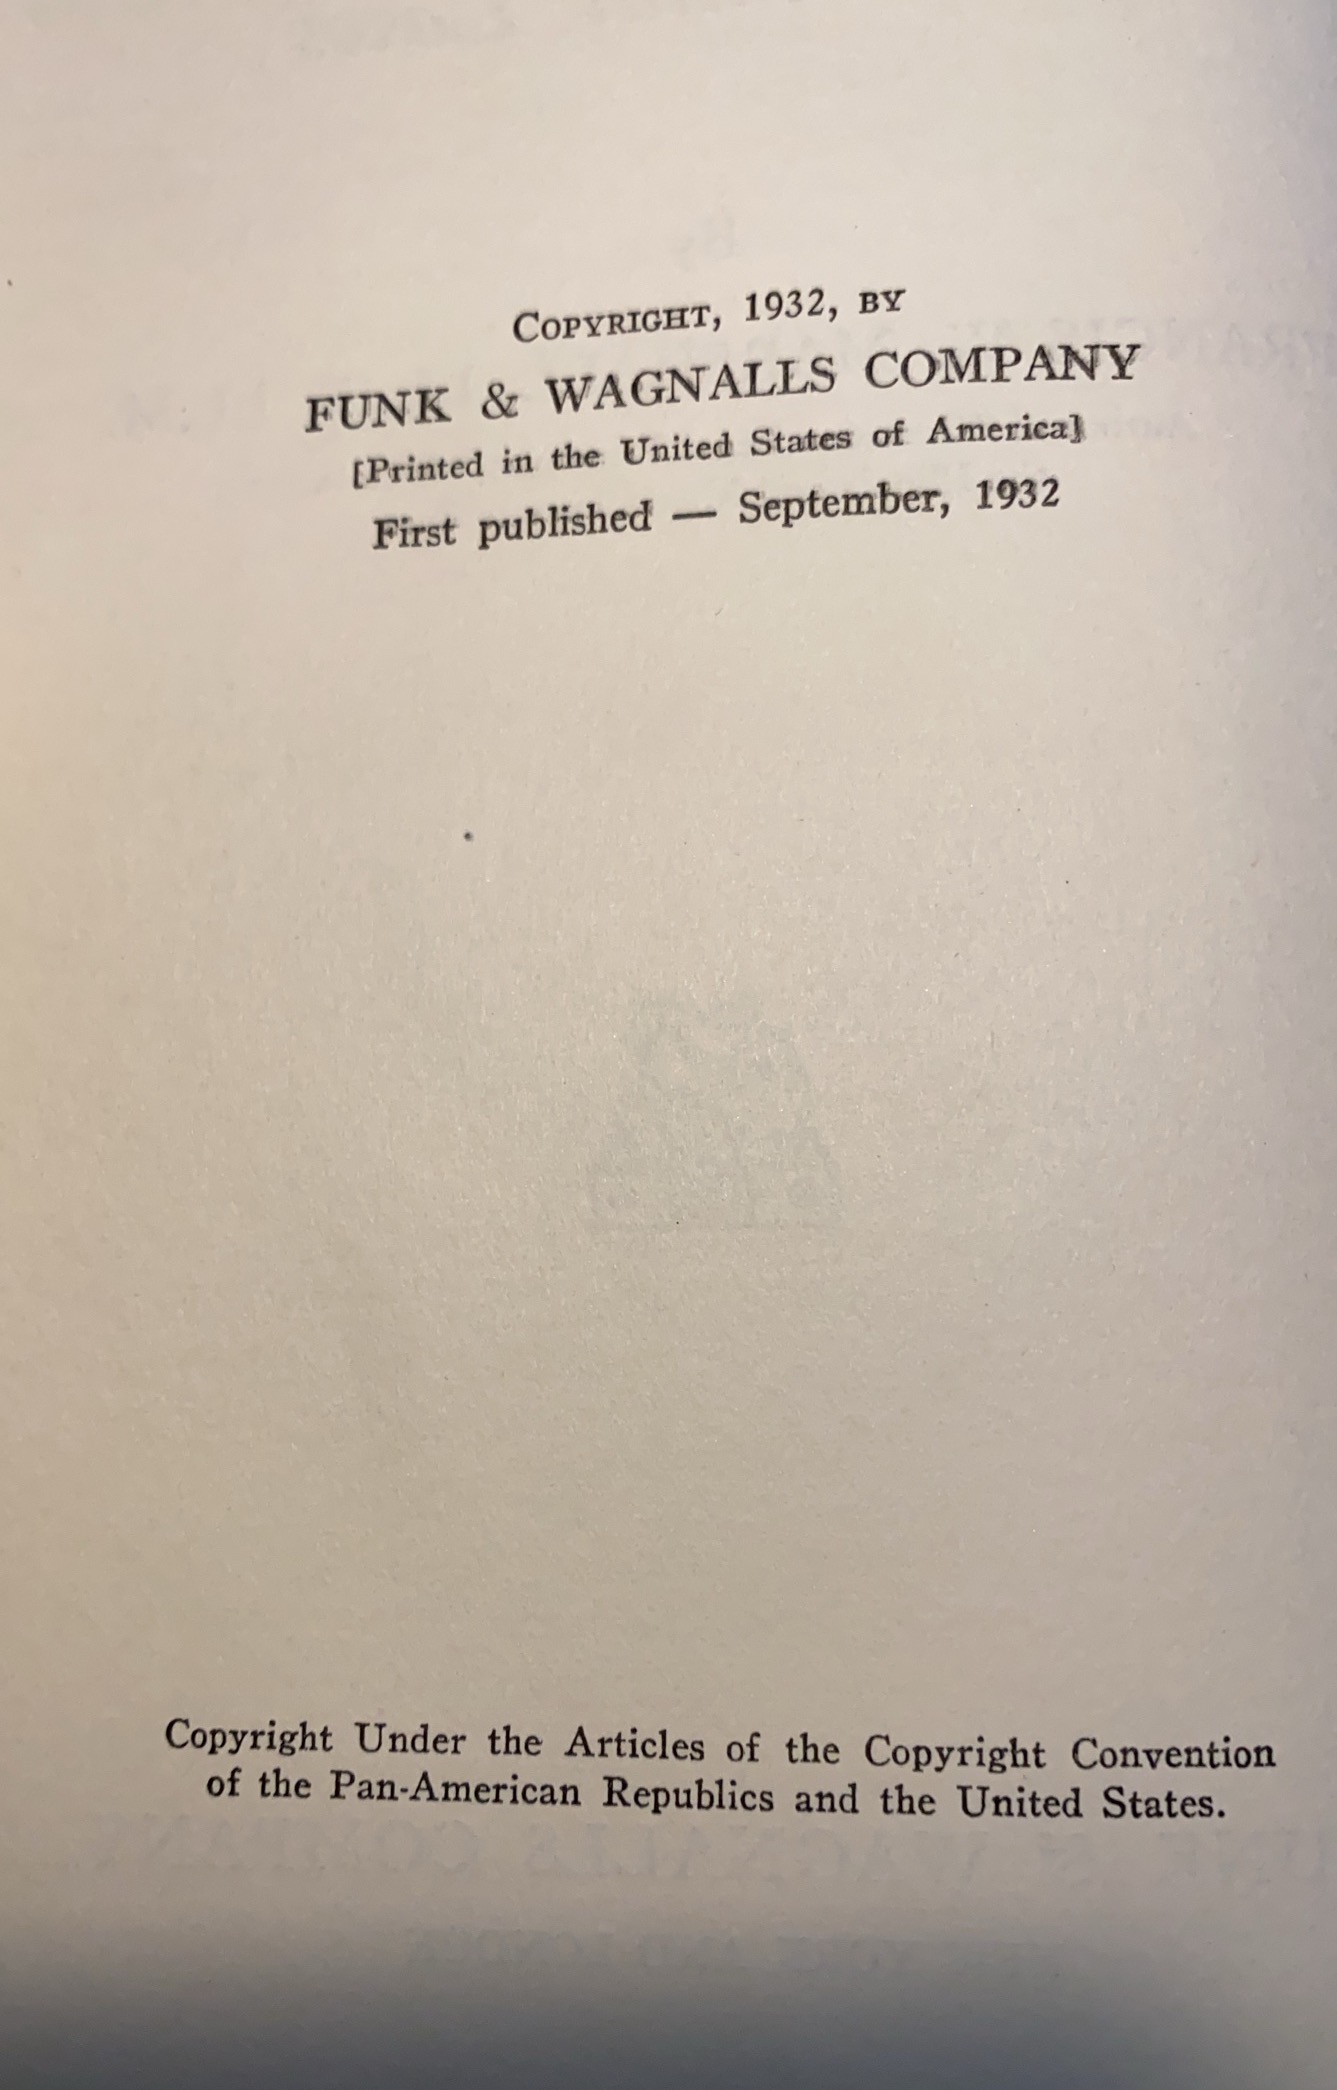 COPYRIGHT, 1932, BY
FUNK & WAGNALLS COMPANY
[Printed in the United States of America]
First published — September, 1932
Copyright Under the Articles of the Copyright Convention
of the Pan-American Republics and the United States.